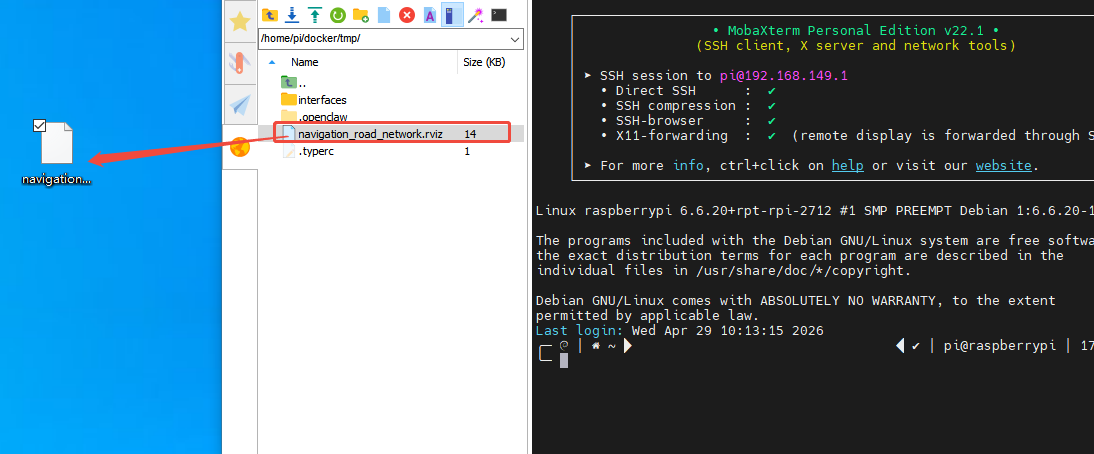 navigation...
/home/pi/docker/tmp/
Name Size (KB)
..
interfaces
.openclaw
navigation_road_network.rviz 14
.typerc 1
• MobaXterm Personal Edition v22.1 •
(SSH client, X server and network tools)
➤ SSH session to pi@192.168.149.1
• Direct SSH : ✔
• SSH compression : ✔
• SSH-browser : ✔
• X11-forwarding : ✔ (remote display is forwarded through S
➤ For more info, ctrl+click on help or visit our website.
Linux raspberrypi 6.6.20+rpt-rpi-2712 #1 SMP PREEMPT Debian 1:6.6.20-1
The programs included with the Debian GNU/Linux system are free softwa
the exact distribution terms for each program are described in the
individual files in /usr/share/doc/*/copyright.
Debian GNU/Linux comes with ABSOLUTELY NO WARRANTY, to the extent
permitted by applicable law.
Last login: Wed Apr 29 10:13:15 2026
~ ✔ | pi@raspberrypi | 17